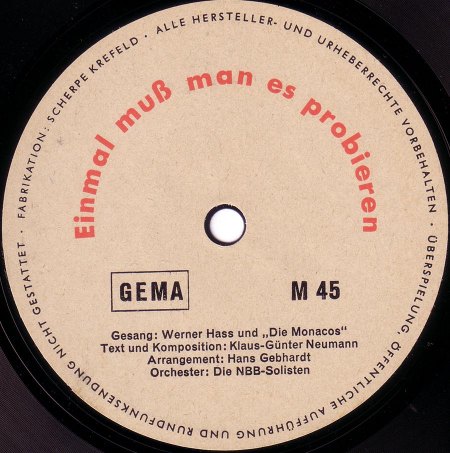 Einmal muß man es probieren
GEMA
M 45
Gesang: Werner Hass und „Die Monacos“
Text und Komposition: Klaus-Günter Neumann
Arrangement: Hans Gebhardt
Orchester: Die NBB-Solisten
FABRIKATION: SCHERPE KREFELD · ALLE HERSTELLER- UND URHEBERRECHTE VORBEHALTEN · ÜBERSPIELUNG, ÖFFENTLICHE AUFFÜHRUNG UND RUNDFUNKSENDUNG NICHT GESTATTET ·